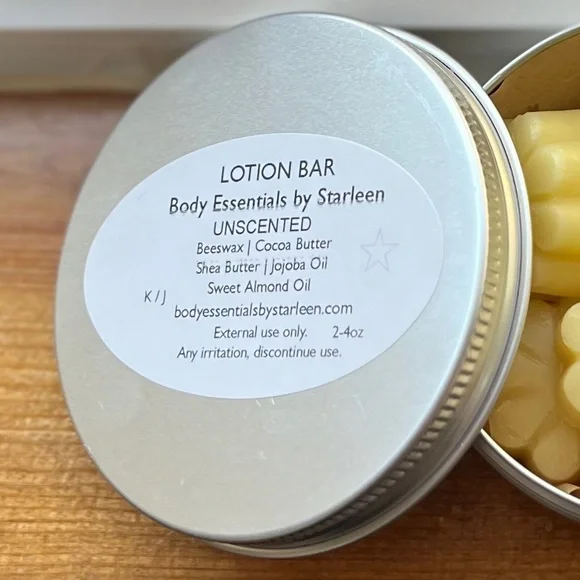 LOTION BAR
Body Essentials by Starleen
UNSCENTED
Beeswax | Cocoa Butter
Shea Butter | Jojoba Oil
Sweet Almond Oil
K / J
bodyessentialsbystarleen.com
External use only. 2-4oz
Any irritation, discontinue use.